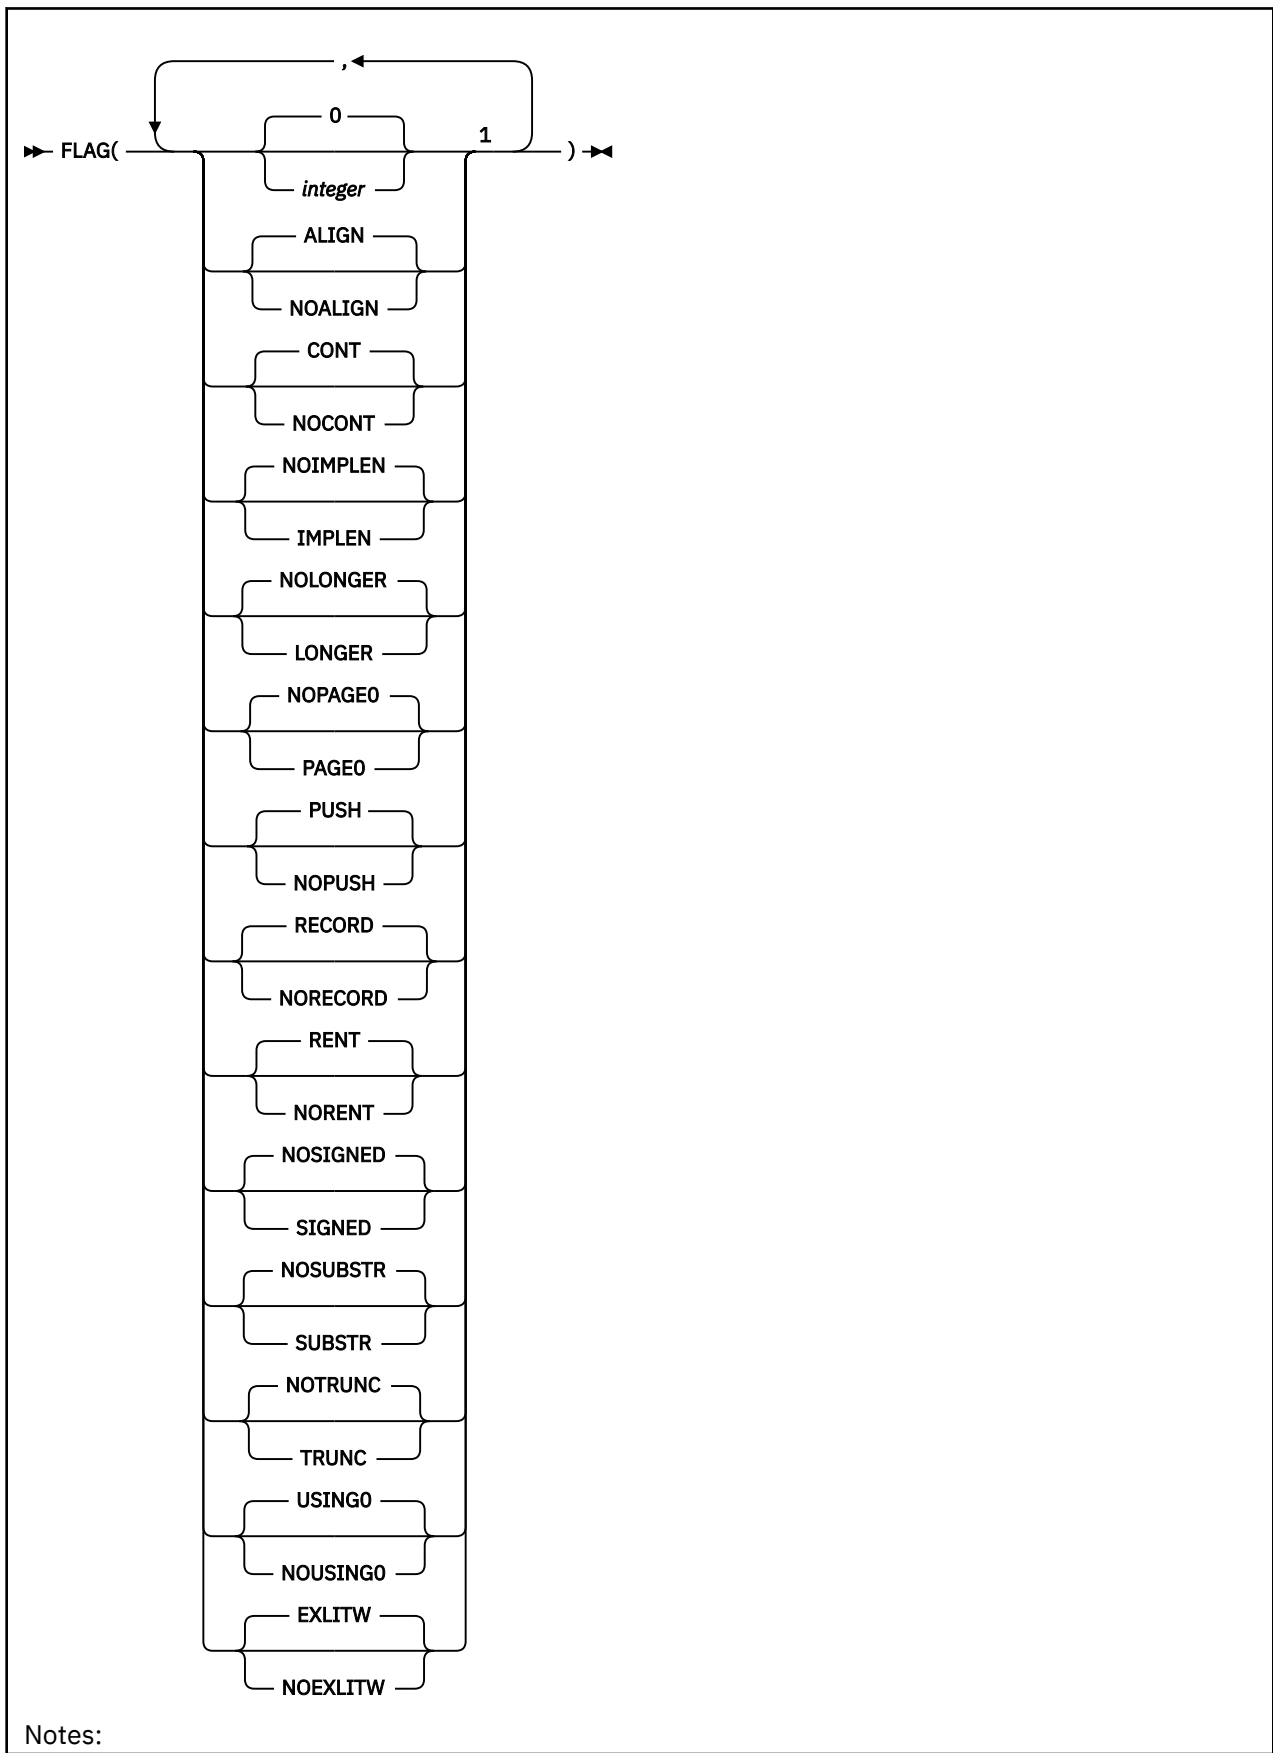 ,
0
1
FLAG( )
integer
ALIGN
NOALIGN
CONT
NOCONT
NOIMPLEN
IMPLEN
NOLONGER
LONGER
NOPAGE0
PAGE0
PUSH
NOPUSH
RECORD
NORECORD
RENT
NORENT
NOSIGNED
SIGNED
NOSUBSTR
SUBSTR
NOTRUNC
TRUNC
USING0
NOUSING0
EXLITW
NOEXLITW
Notes: